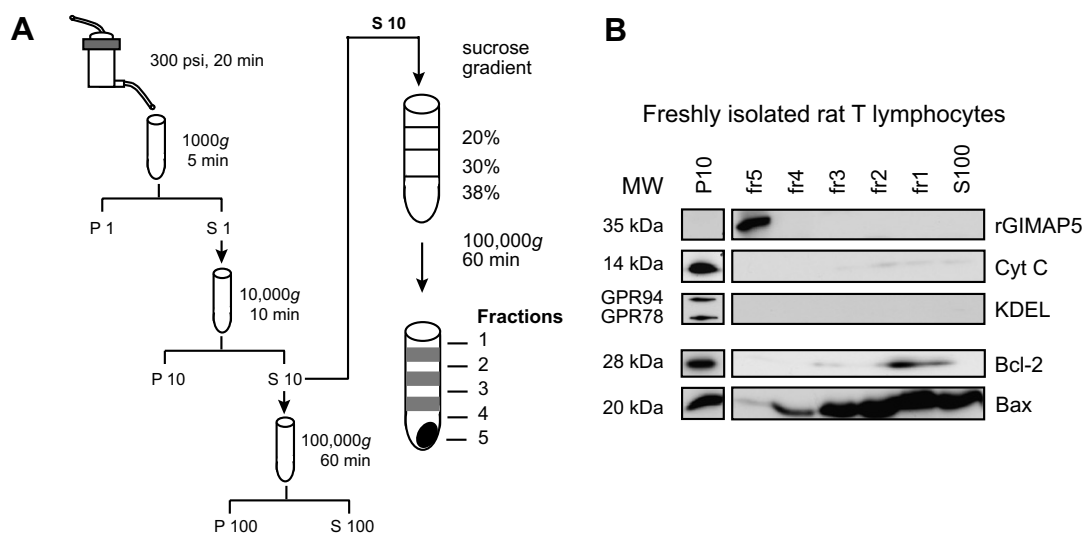 A
300 psi, 20 min
1000g
5 min
P 1
S 1
10,000g
10 min
P 10
S 10
100,000g
60 min
P 100
S 100
S 10
sucrose
gradient
20%
30%
38%
100,000g
60 min
Fractions
1
2
3
4
5
B
Freshly isolated rat T lymphocytes
MW
P10
fr5
fr4
fr3
fr2
fr1
S100
35 kDa
rGIMAP5
14 kDa
Cyt C
GPR94
GPR78
KDEL
28 kDa
Bcl-2
20 kDa
Bax